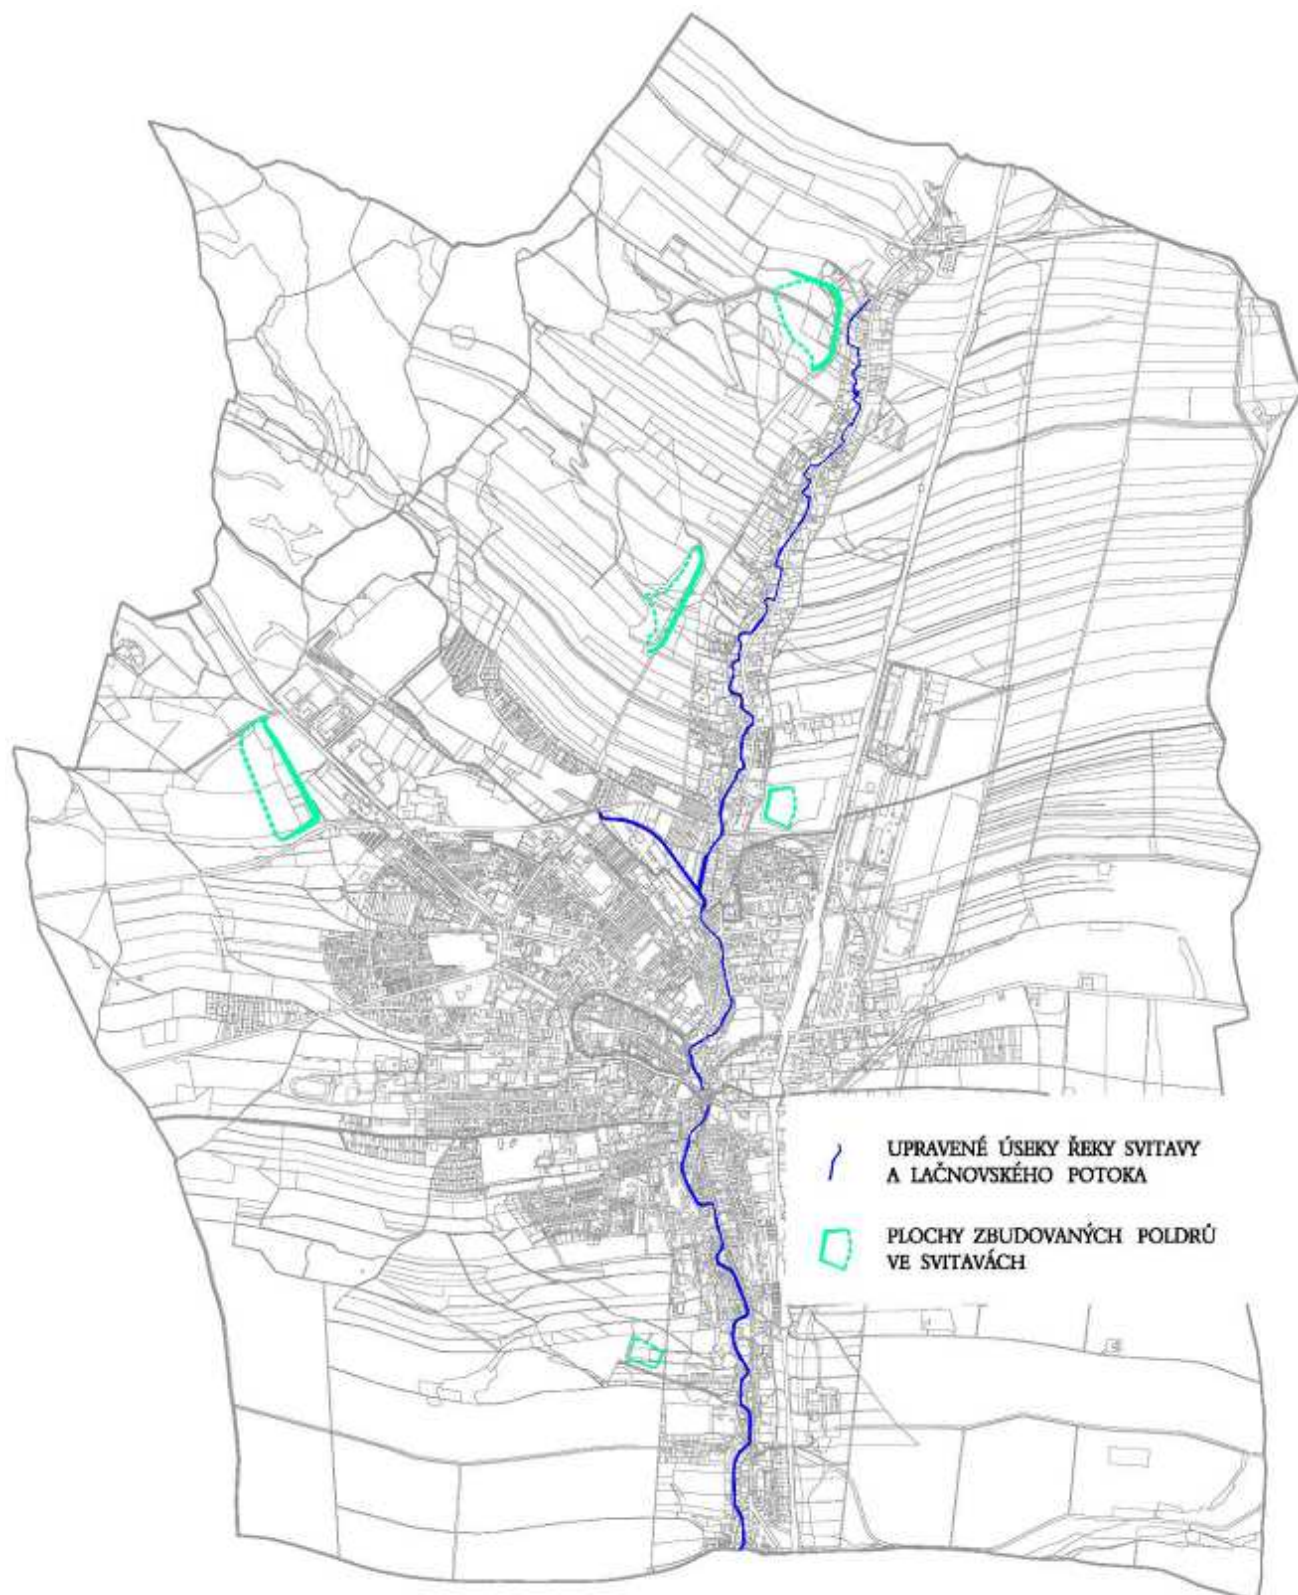 UPRAVENÉ ÚSEKY ŘEKY SVITAVY
A LAČNOVSKÉHO POTOKA
PLOCHY ZBUDOVANÝCH POLDRŮ
VE SVITAVÁCH